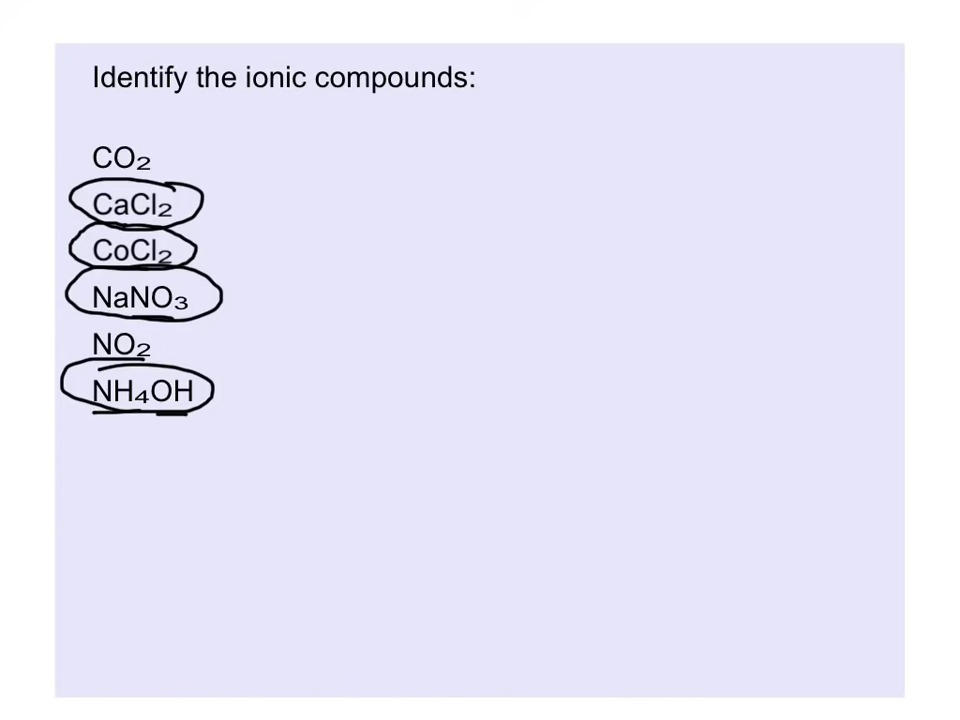 Identify the ionic compounds:
CO₂
CaCl₂
CoCl₂
NaNO₃
NO₂
NH₄OH